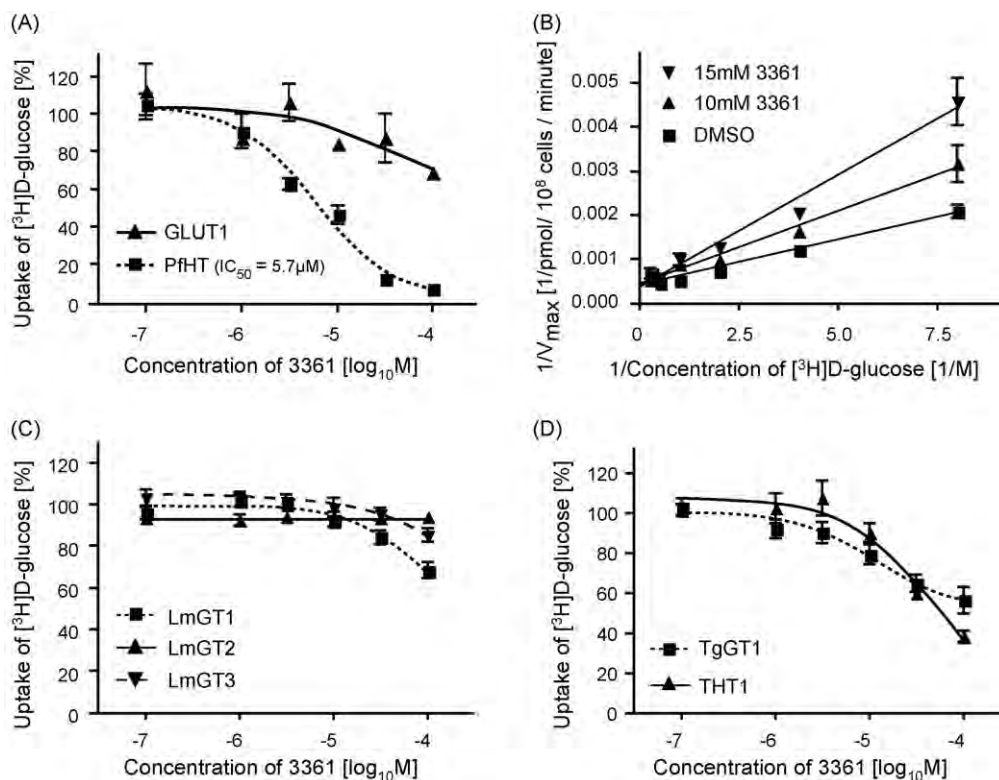 (A)
Uptake of [³H]D-glucose [%]
120
100
80
60
40
20
0
GLUT1
PfHT (IC₅₀ = 5.7µM)
-7 -6 -5 -4
Concentration of 3361 [log₁₀M]
(B)
1/Vmax [1/pmol/ 10⁸ cells / minute]
0.005
0.004
0.003
0.002
0.001
0.000
15mM 3361
10mM 3361
DMSO
0 2.5 5.0 7.5
1/Concentration of [³H]D-glucose [1/M]
(C)
Uptake of [³H]D-glucose [%]
120
100
80
60
40
20
0
LmGT1
LmGT2
LmGT3
-7 -6 -5 -4
Concentration of 3361 [log₁₀M]
(D)
Uptake of [³H]D-glucose [%]
120
100
80
60
40
20
0
TgGT1
THT1
-7 -6 -5 -4
Concentration of 3361 [log₁₀M]